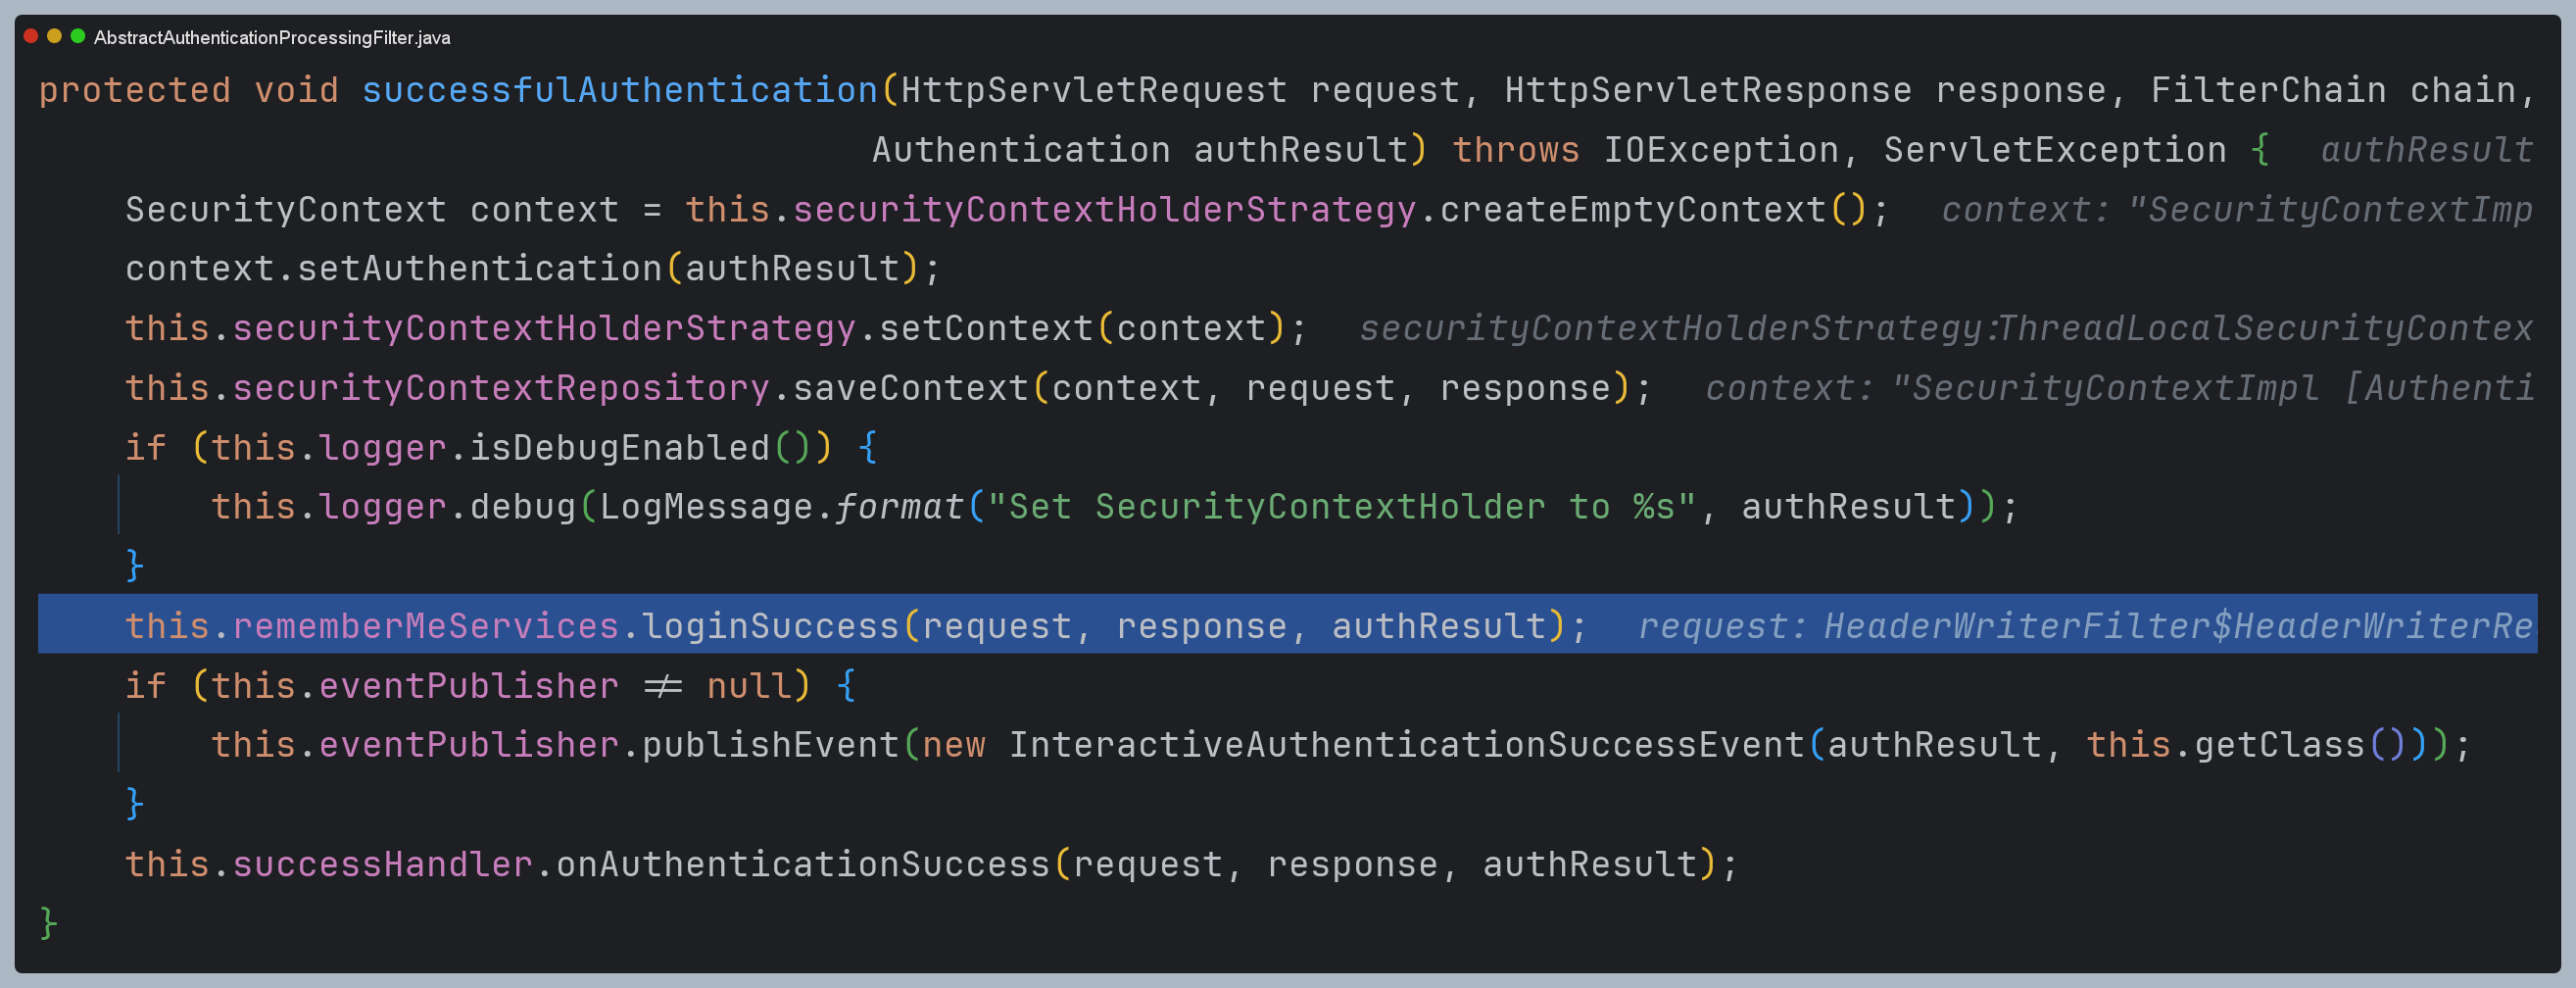 AbstractAuthenticationProcessingFilter.java
protected void successfulAuthentication(HttpServletRequest request, HttpServletResponse response, FilterChain chain,
Authentication authResult) throws IOException, ServletException { authResult
SecurityContext context = this.securityContextHolderStrategy.createEmptyContext(); context: "SecurityContextImp
context.setAuthentication(authResult);
this.securityContextHolderStrategy.setContext(context); securityContextHolderStrategy:ThreadLocalSecurityContex
this.securityContextRepository.saveContext(context, request, response); context: "SecurityContextImpl [Authenti
if (this.logger.isDebugEnabled()) {
this.logger.debug(LogMessage.format("Set SecurityContextHolder to %s", authResult));
}
this.rememberMeServices.loginSuccess(request, response, authResult); request: HeaderWriterFilter$HeaderWriterRe
if (this.eventPublisher != null) {
this.eventPublisher.publishEvent(new InteractiveAuthenticationSuccessEvent(authResult, this.getClass()));
}
this.successHandler.onAuthenticationSuccess(request, response, authResult);
}